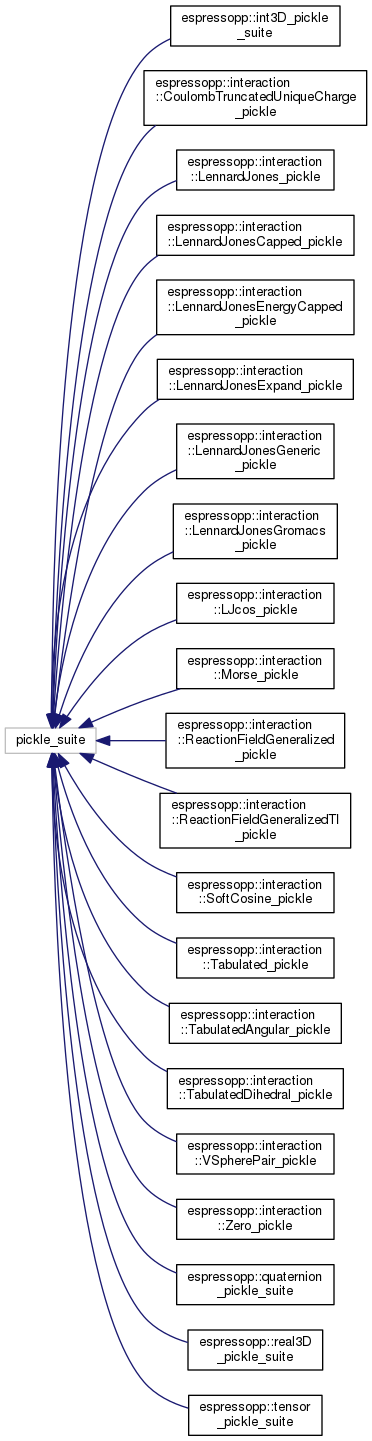 espressopp::int3D_pickle
_suite
espressopp::interaction
::CoulombTruncatedUniqueCharge
_pickle
espressopp::interaction
::LennardJones_pickle
espressopp::interaction
::LennardJonesCapped_pickle
espressopp::interaction
::LennardJonesEnergyCapped
_pickle
espressopp::interaction
::LennardJonesExpand_pickle
espressopp::interaction
::LennardJonesGeneric
_pickle
espressopp::interaction
::LennardJonesGromacs
_pickle
espressopp::interaction
::LJcos_pickle
espressopp::interaction
::Morse_pickle
pickle_suite
espressopp::interaction
::ReactionFieldGeneralized
_pickle
espressopp::interaction
::ReactionFieldGeneralizedTI
_pickle
espressopp::interaction
::SoftCosine_pickle
espressopp::interaction
::Tabulated_pickle
espressopp::interaction
::TabulatedAngular_pickle
espressopp::interaction
::TabulatedDihedral_pickle
espressopp::interaction
::VSpherePair_pickle
espressopp::interaction
::Zero_pickle
espressopp::quaternion
_pickle_suite
espressopp::real3D
_pickle_suite
espressopp::tensor
_pickle_suite